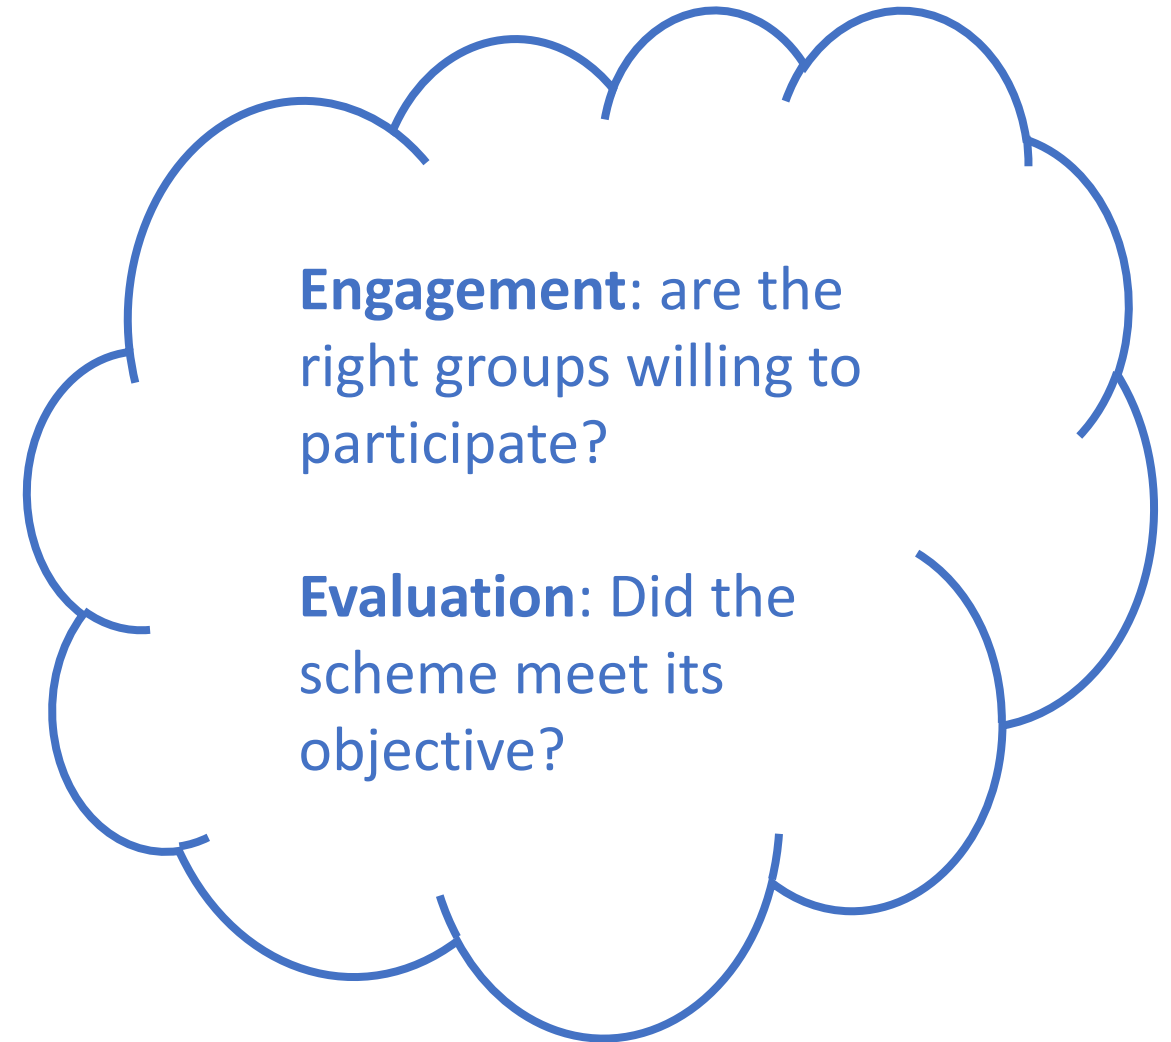 Engagement: are the
right groups willing to
participate?
Evaluation: Did the
scheme meet its
objective?